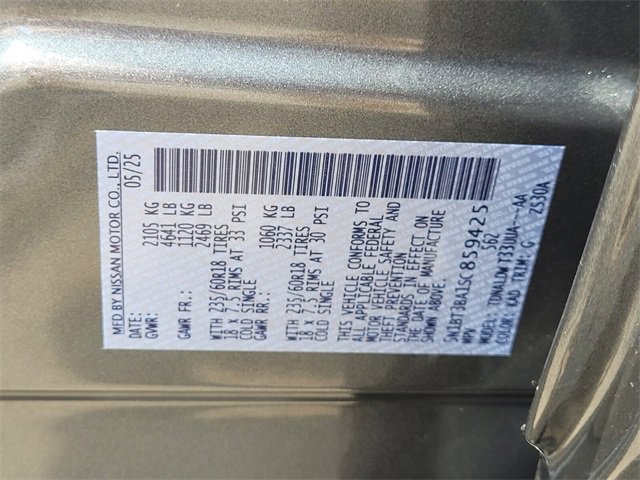 MFD BY NISSAN MOTOR CO., LTD.
DATE: 05/25
GVWR: 2105 KG
4641 LB
GAWR FR.: 1120 KG
2469 LB
WITH 235/60R18 TIRES
18 X 7.5 RIMS AT 33 PSI
COLD SINGLE
GAWR RR.: 1060 KG
2337 LB
WITH 235/60R18 TIRES
18 X 7.5 RIMS AT 30 PSI
COLD SINGLE
THIS VEHICLE CONFORMS TO
ALL APPLICABLE FEDERAL
MOTOR VEHICLE SAFETY AND
THEFT PREVENTION
STANDARDS IN EFFECT ON
THE DATE OF MANUFACTURE
SHOWN ABOVE.
5N1BT3BA1SC859425
MPV 562
MODEL: AA
COLOR: KAD TRIM: G ZS30A